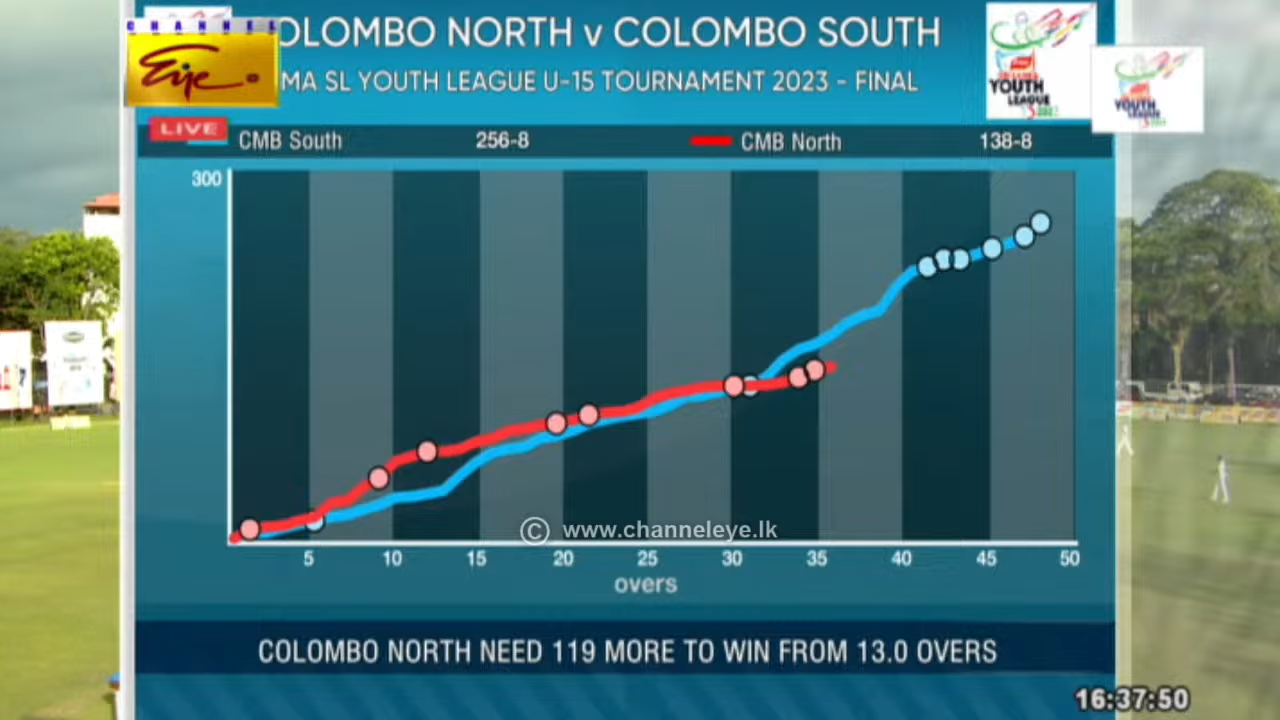 CHANNEL
Eye
OLOMBO NORTH v COLOMBO SOUTH
MA SL YOUTH LEAGUE U-15 TOURNAMENT 2023 - FINAL
YOUTH
LEAGUE
YOUTH
LEAGUE
LIVE
CMB South 256-8 CMB North 138-8
300
© www.channeleye.lk
5 10 15 20 25 30 35 40 45 50
overs
COLOMBO NORTH NEED 119 MORE TO WIN FROM 13.0 OVERS
16:37:50